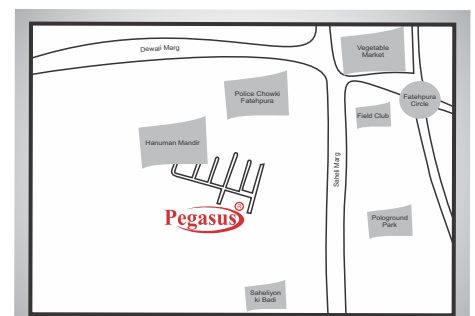 Dewali Marg
Vegetable
Market
Police Chowki
Fatehpura
Fatehpura
Circle
Field Club
Hanuman Mandir
Saheli Marg
Pegasus®
Pologround
Park
Saheliyon
ki Badi